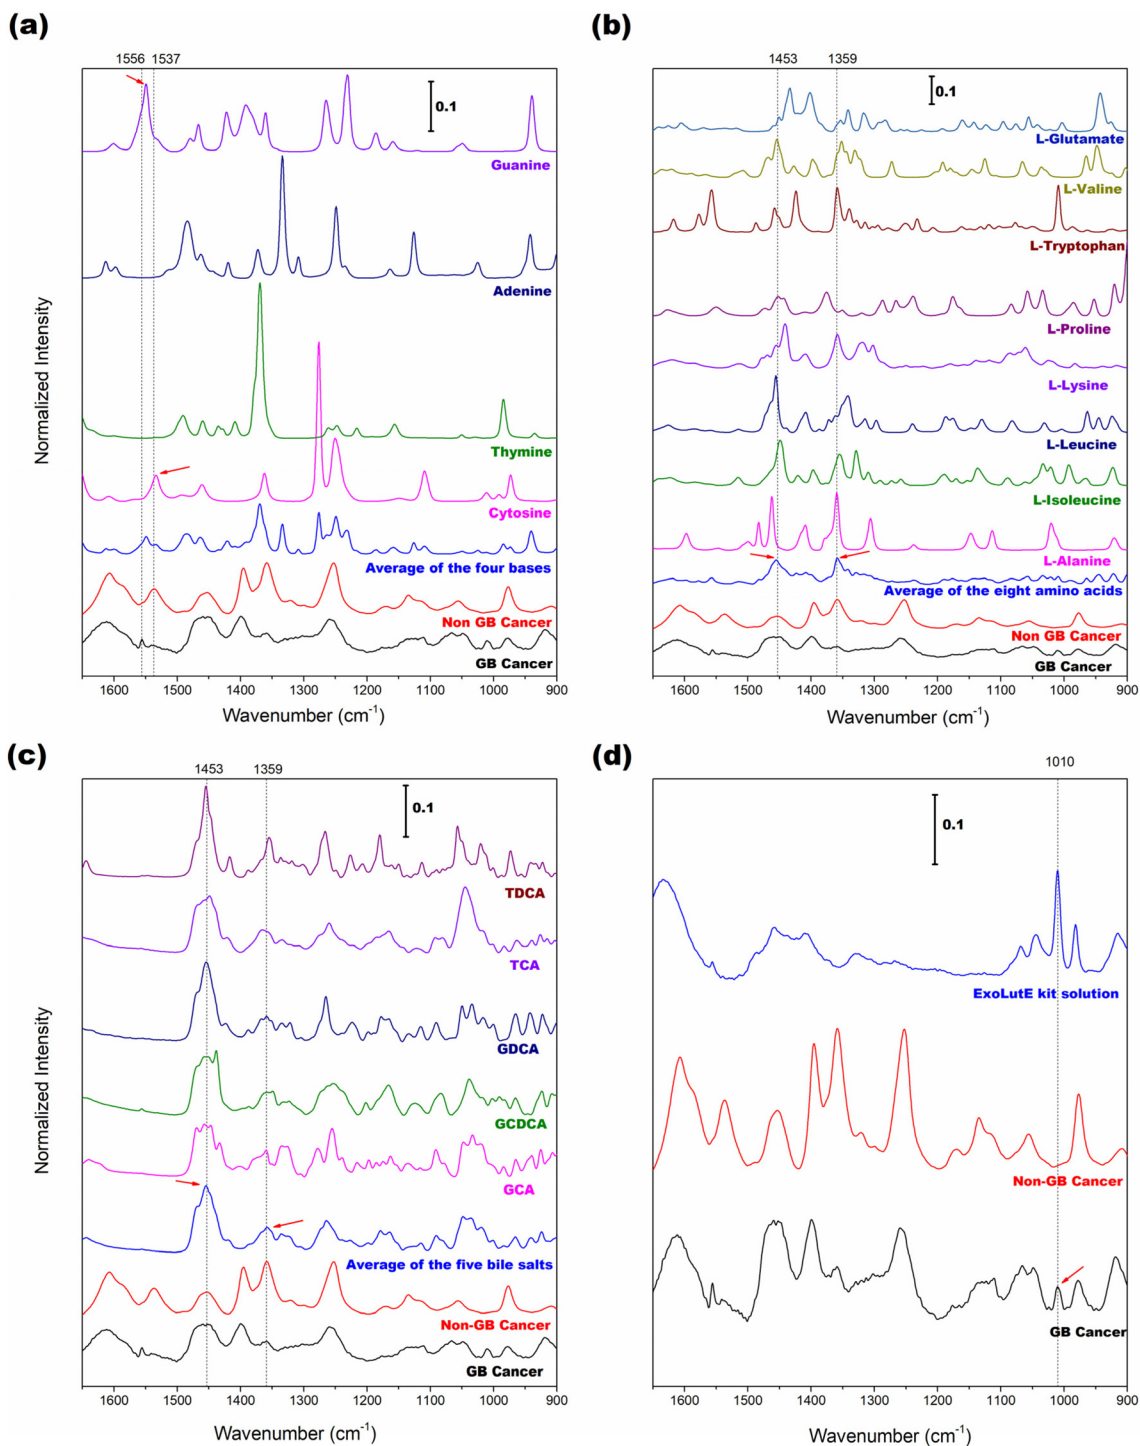 (a)
1556 1537
0.1
Guanine
Adenine
Thymine
Cytosine
Average of the four bases
Non GB Cancer
GB Cancer
Normalized Intensity
1600 1500 1400 1300 1200 1100 1000 900
Wavenumber (cm⁻¹)
(b)
1453 1359
0.1
L-Glutamate
L-Valine
L-Tryptophan
L-Proline
L-Lysine
L-Leucine
L-Isoleucine
L-Alanine
Average of the eight amino acids
Non GB Cancer
GB Cancer
1600 1500 1400 1300 1200 1100 1000 900
Wavenumber (cm⁻¹)
(c)
1453 1359
0.1
TDCA
TCA
GDCA
GCDCA
GCA
Average of the five bile salts
Non-GB Cancer
GB Cancer
Normalized Intensity
1600 1500 1400 1300 1200 1100 1000 900
Wavenumber (cm⁻¹)
(d)
1010
0.1
ExoLutE kit solution
Non-GB Cancer
GB Cancer
1600 1500 1400 1300 1200 1100 1000 900
Wavenumber (cm⁻¹)